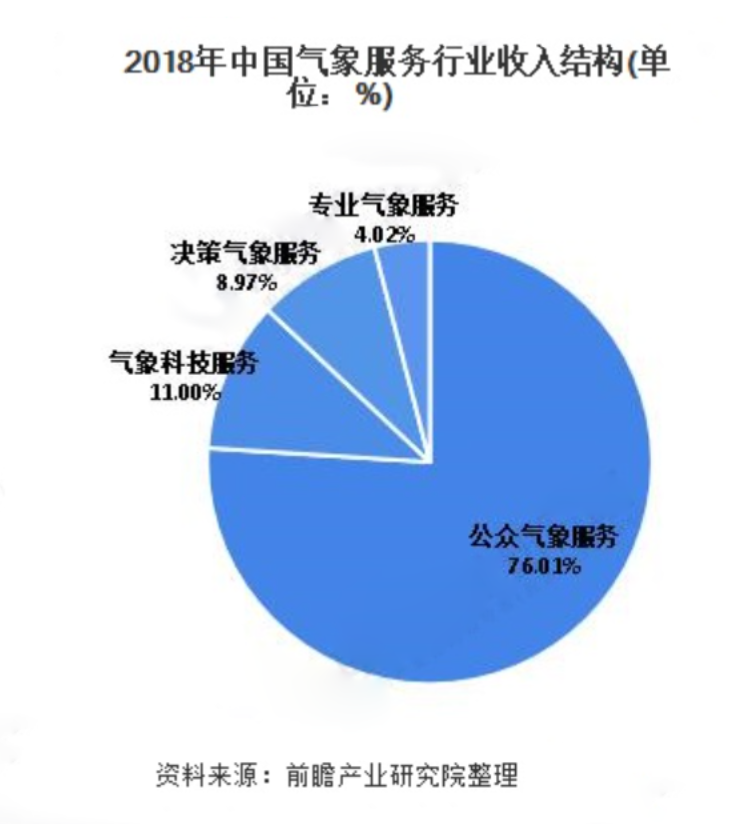 2018年中国气象服务行业收入结构(单
位：%)
专业气象服务
4.02%
决策气象服务
8.97%
气象科技服务
11.00%
公众气象服务
76.01%
资料来源：前瞻产业研究院整理